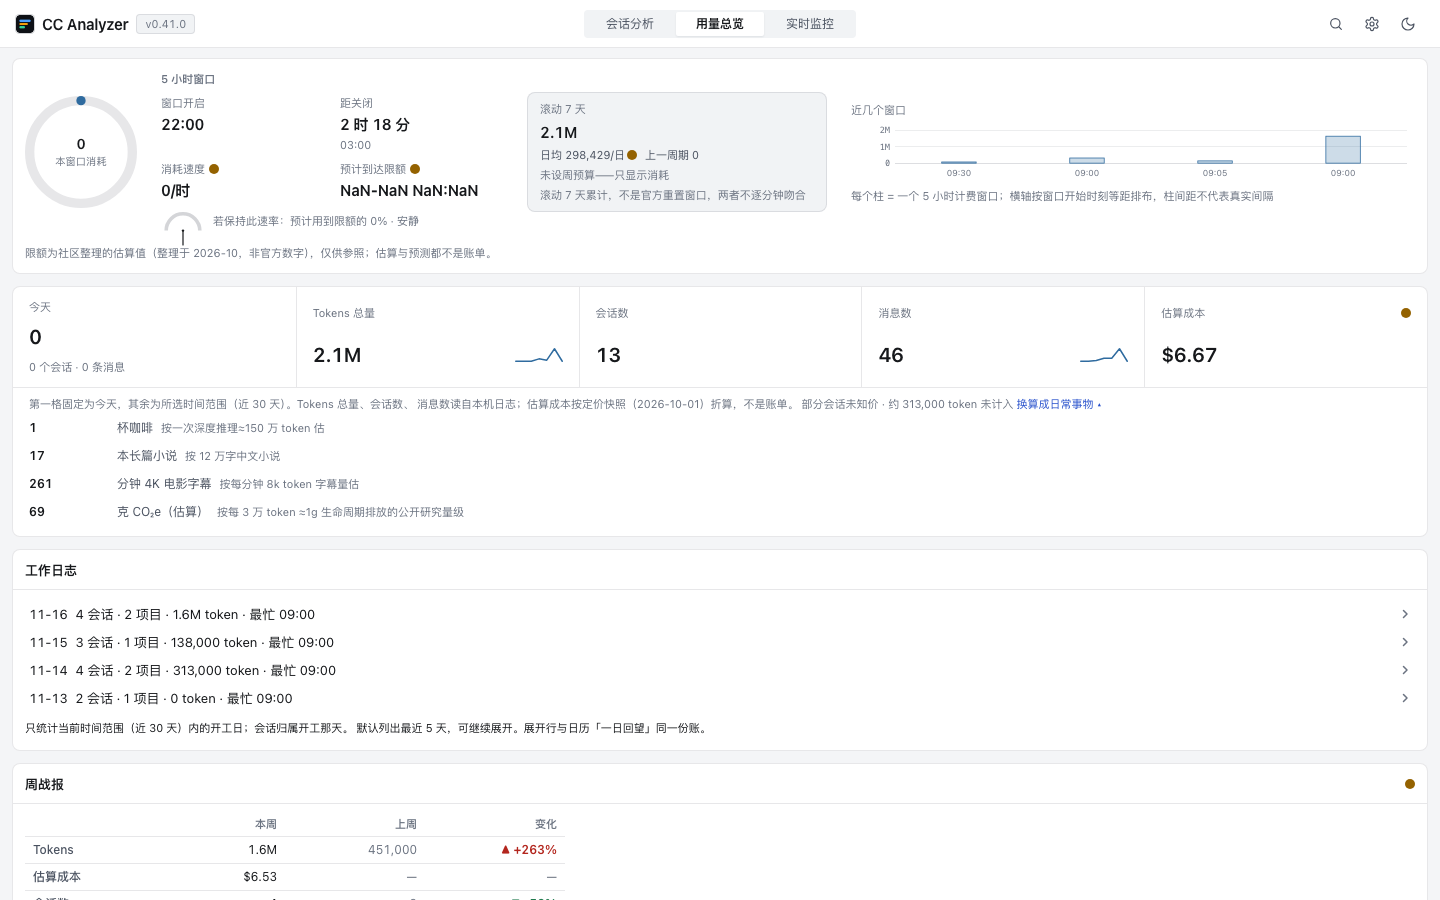 CC Analyzer v0.41.0 会话分析 用量总览 实时监控
5 小时窗口
0
本窗口消耗
窗口开启
22:00
距关闭
2 时 18 分
03:00
消耗速度
0/时
预计到达限额
NaN-NaN NaN:NaN
若保持此速率：预计用到限额的 0% · 安静
滚动 7 天
2.1M
日均 298,429/日 上一周期 0
未设周预算——只显示消耗
滚动 7 天累计，不是官方重置窗口，两者不逐分钟吻合
近几个窗口
2M
1M
0
09:30 09:00 09:05 09:00
每个柱 = 一个 5 小时计费窗口；横轴按窗口开始时刻等距排布，柱间距不代表真实间隔
限额为社区整理的估算值（整理于 2026-10，非官方数字），仅供参照；估算与预测都不是账单。
今天
0
0 个会话 · 0 条消息
Tokens 总量
2.1M
会话数
13
消息数
46
估算成本
$6.67
第一格固定为今天，其余为所选时间范围（近 30 天）。Tokens 总量、会话数、 消息数读自本机日志；估算成本按定价快照（2026-10-01）折算，不是账单。 部分会话未知价 · 约 313,000 token 未计入 换算成日常事物
1 杯咖啡 按一次深度推理≈150 万 token 估
17 本长篇小说 按 12 万字中文小说
261 分钟 4K 电影字幕 按每分钟 8k token 字幕量估
69 克 CO₂e（估算） 按每 3 万 token ≈1g 生命周期排放的公开研究量级
工作日志
11-16 4 会话 · 2 项目 · 1.6M token · 最忙 09:00
11-15 3 会话 · 1 项目 · 138,000 token · 最忙 09:00
11-14 4 会话 · 2 项目 · 313,000 token · 最忙 09:00
11-13 2 会话 · 1 项目 · 0 token · 最忙 09:00
只统计当前时间范围（近 30 天）内的开工日；会话归属开工那天。 默认列出最近 5 天，可继续展开。展开行与日历「一日回望」同一份账。
周战报
本周 上周 变化
Tokens 1.6M 451,000 ▲ +263%
估算成本 $6.53 — —